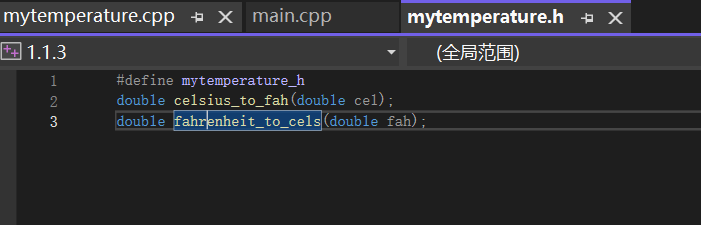 mytemperature.cpp main.cpp mytemperature.h
1.1.3 (全局范围)
1 #define mytemperature_h
2 double celsius_to_fah(double cel);
3 double fahrenheit_to_cels(double fah);